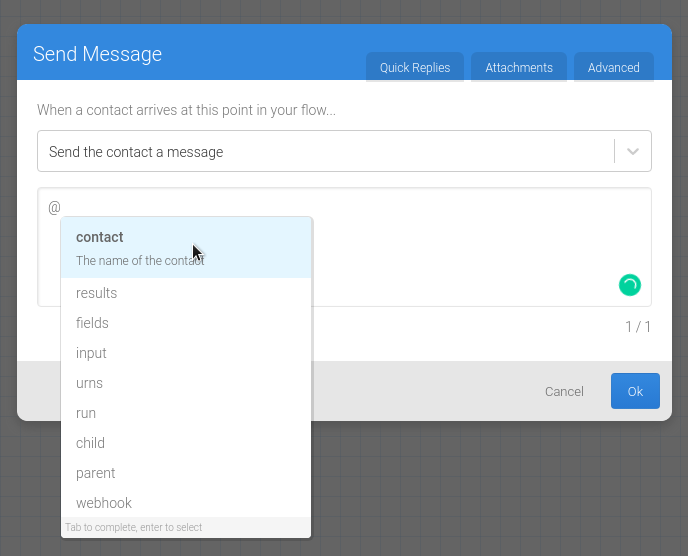 Send Message
Quick Replies
Attachments
Advanced
When a contact arrives at this point in your flow...
Send the contact a message
@
contact
The name of the contact
results
fields
input
urns
run
child
parent
webhook
Tab to complete, enter to select
1 / 1
Cancel
Ok